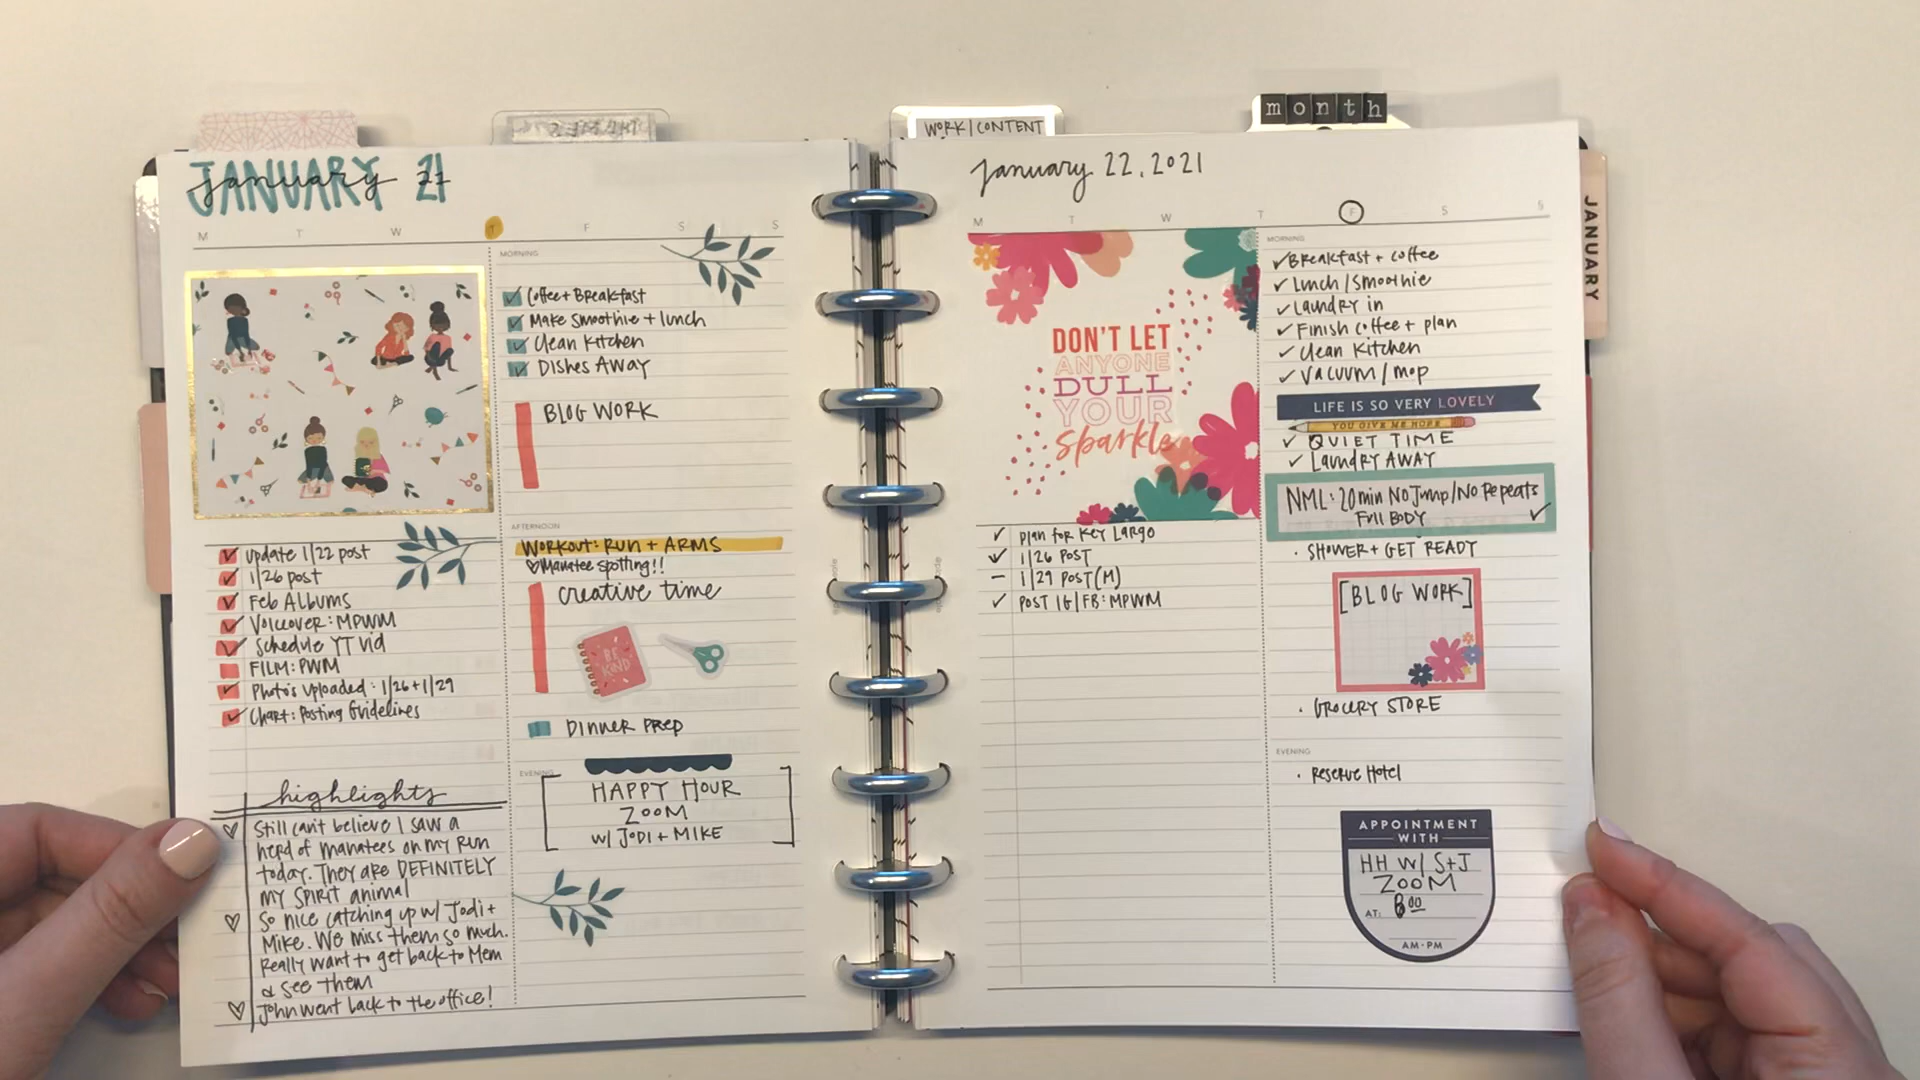 WORK/CONTENT
month
JANUARY
JANUARY 21
january 21
M T W T F S S
MORNING
Coffee + Breakfast
Make Smoothie + lunch
Clean Kitchen
Dishes Away
BLOG WORK
AFTERNOON
WORKOUT: RUN + ARMS
Manatee spotting!!
creative time
BE
KIND
DINNER PREP
EVENING
HAPPY HOUR
ZOOM
W/ JODI + MIKE
update 1/22 post
1/26 post
Feb Albums
Voiceover: MPWM
Schedule YT vid
FILM: PWM
Photos uploaded: 1/26 + 1/29
Chart: Posting Guidelines
highlights
Still can't believe I saw a
herd of manatees on my run
today. They are DEFINITELY
my SPIRIT animal
So nice catching up w/ Jodi +
Mike. We miss them so much.
Really want to get back to Mem
& see them
John went back to the office!
january 22, 2021
M T W T F S S
DON'T LET
ANYONE
DULL
YOUR
sparkle
plan for KEY LARGO
1/26 POST
1/29 POST (M)
POST IG/FB: MPWM
MORNING
Breakfast + coffee
Lunch/Smoothie
Laundry in
Finish coffee + plan
Clean Kitchen
Vacuum/mop
LIFE IS SO VERY LOVELY
YOU GIVE ME HOPE
QUIET TIME
Laundry AWAY
NML: 20 min No Jump/No Repeats
Full BODY
· SHOWER + GET READY
[BLOG WORK]
· GROCERY STORE
EVENING
· Reserve Hotel
APPOINTMENT
WITH
HH W/ S+J
ZOOM
AT: 8:00
AM·PM